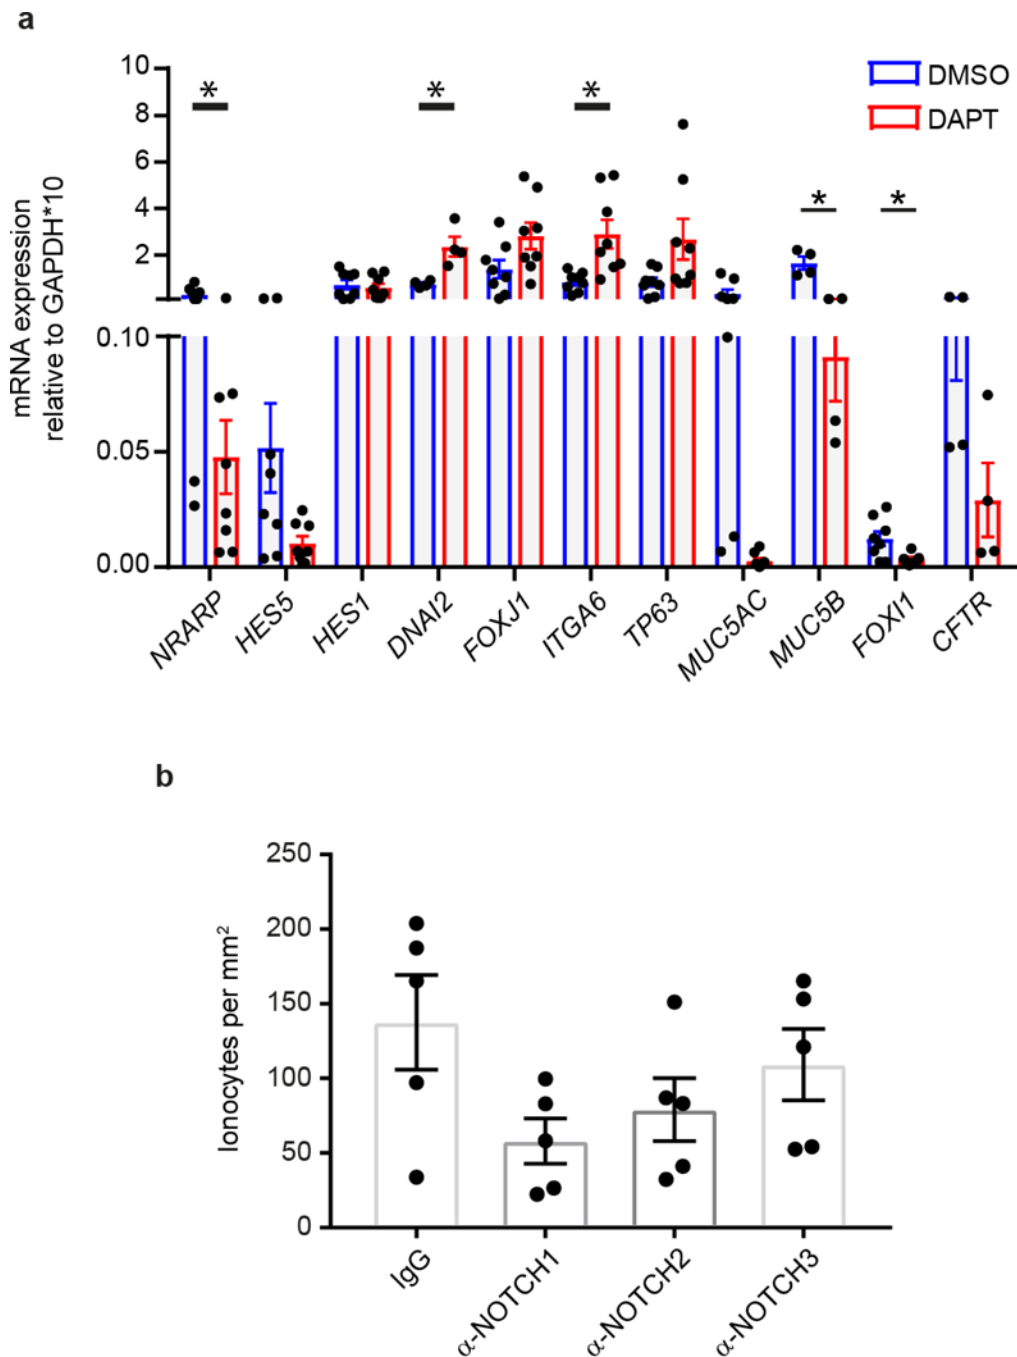 a
mRNA expression
relative to GAPDH*10
10
8
6
4
2
0.10
0.05
0.00
*
*
*
*
*
DMSO
DAPT
NRARP
HES5
HES1
DNAI2
FOXJ1
ITGA6
TP63
MUC5AC
MUC5B
FOXI1
CFTR
b
Ionocytes per mm²
250
200
150
100
50
0
IgG
α-NOTCH1
α-NOTCH2
α-NOTCH3